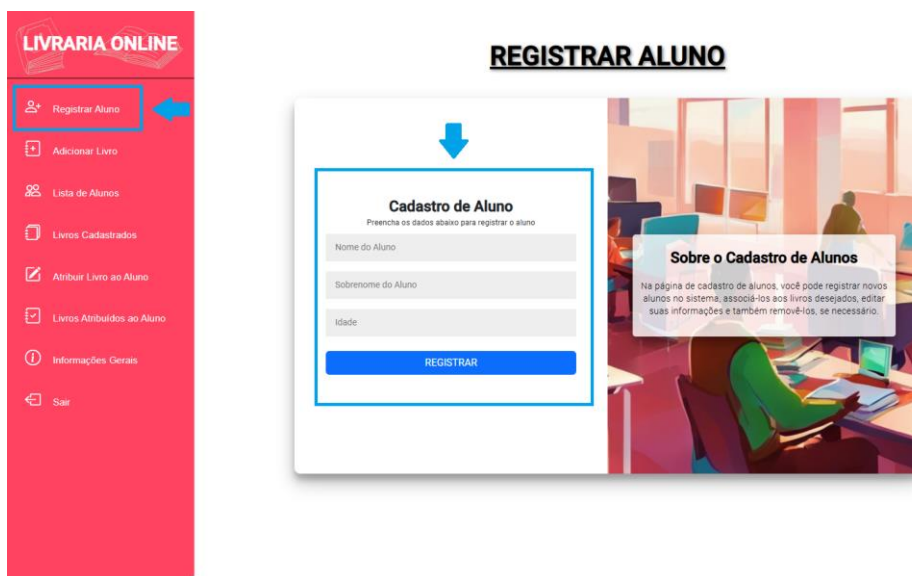 LIVRARIA ONLINE
Registrar Aluno
Adicionar Livro
Lista de Alunos
Livros Cadastrados
Atribuir Livro ao Aluno
Livros Atribuídos ao Aluno
Informações Gerais
Sair
REGISTRAR ALUNO
Cadastro de Aluno
Preencha os dados abaixo para registrar o aluno
Nome do Aluno
Sobrenome do Aluno
Idade
REGISTRAR
Sobre o Cadastro de Alunos
Na página de cadastro de alunos, você pode registrar novos
alunos no sistema, associá-los aos livros desejados, editar
suas informações e também removê-los, se necessário.